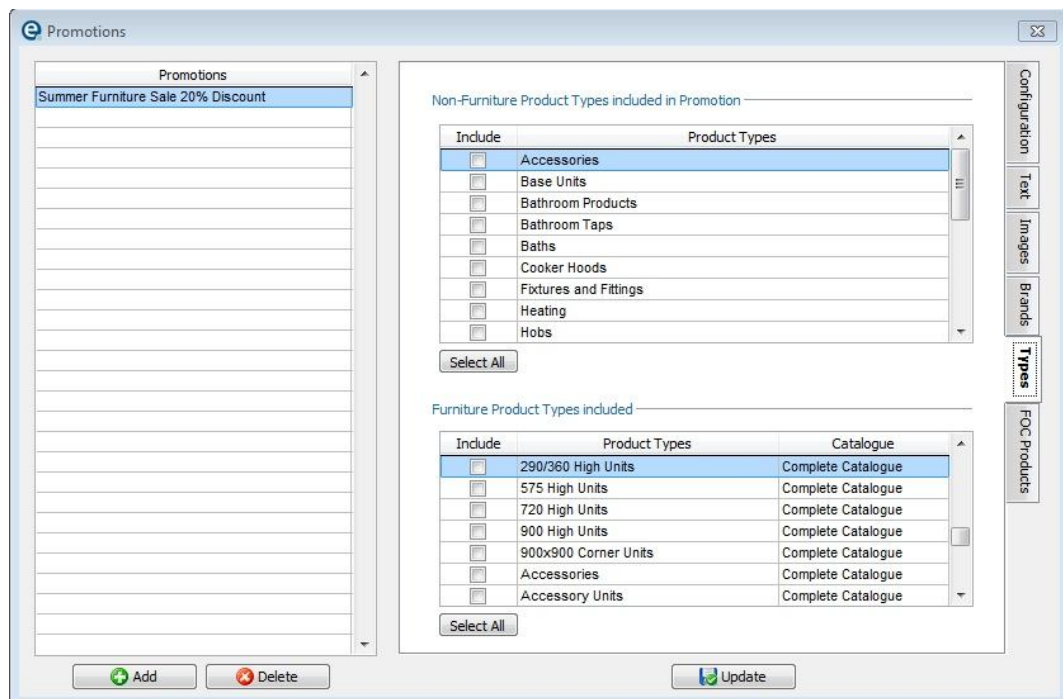 Promotions
Promotions
Summer Furniture Sale 20% Discount
Add
Delete
Non-Furniture Product Types included in Promotion
Include Product Types
Accessories
Base Units
Bathroom Products
Bathroom Taps
Baths
Cooker Hoods
Fixtures and Fittings
Heating
Hobs
Select All
Furniture Product Types included
Include Product Types Catalogue
290/360 High Units Complete Catalogue
575 High Units Complete Catalogue
720 High Units Complete Catalogue
900 High Units Complete Catalogue
900x900 Corner Units Complete Catalogue
Accessories Complete Catalogue
Accessory Units Complete Catalogue
Select All
Update
Configuration
Text
Images
Brands
Types
FOC Products